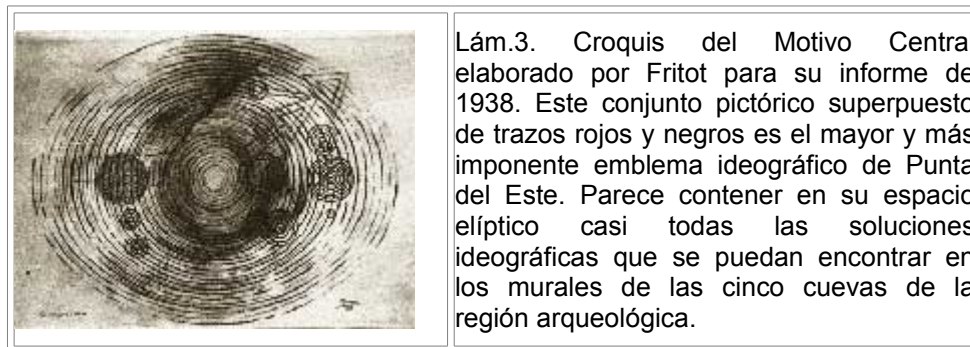 Lám.3. Croquis del Motivo Centra
elaborado por Fritot para su informe de
1938. Este conjunto pictórico superpuesto
de trazos rojos y negros es el mayor y más
imponente emblema ideográfico de Punta
del Este. Parece contener en su espacio
elíptico casi todas las soluciones
ideográficas que se puedan encontrar en
los murales de las cinco cuevas de la
región arqueológica.